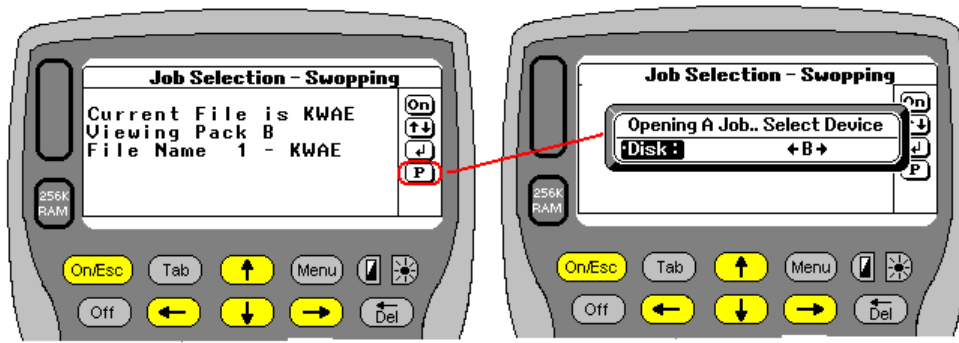 Job Selection - Swopping
Current File is KWAE
Viewing Pack B
File Name 1 - KWAE
On
P
256K
RAM
On/Esc
Tab
Menu
Off
Del
Job Selection - Swopping
Opening A Job.. Select Device
Disk:
B
On
P
256K
RAM
On/Esc
Tab
Menu
Off
Del